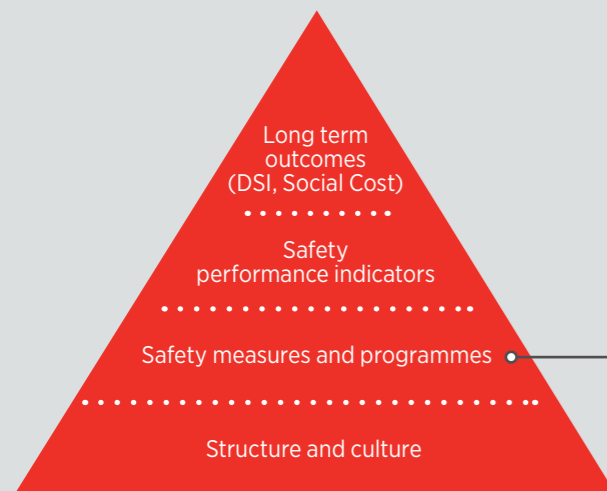 Long term
outcomes
(DSI, Social Cost)
Safety
performance indicators
Safety measures and programmes
Structure and culture